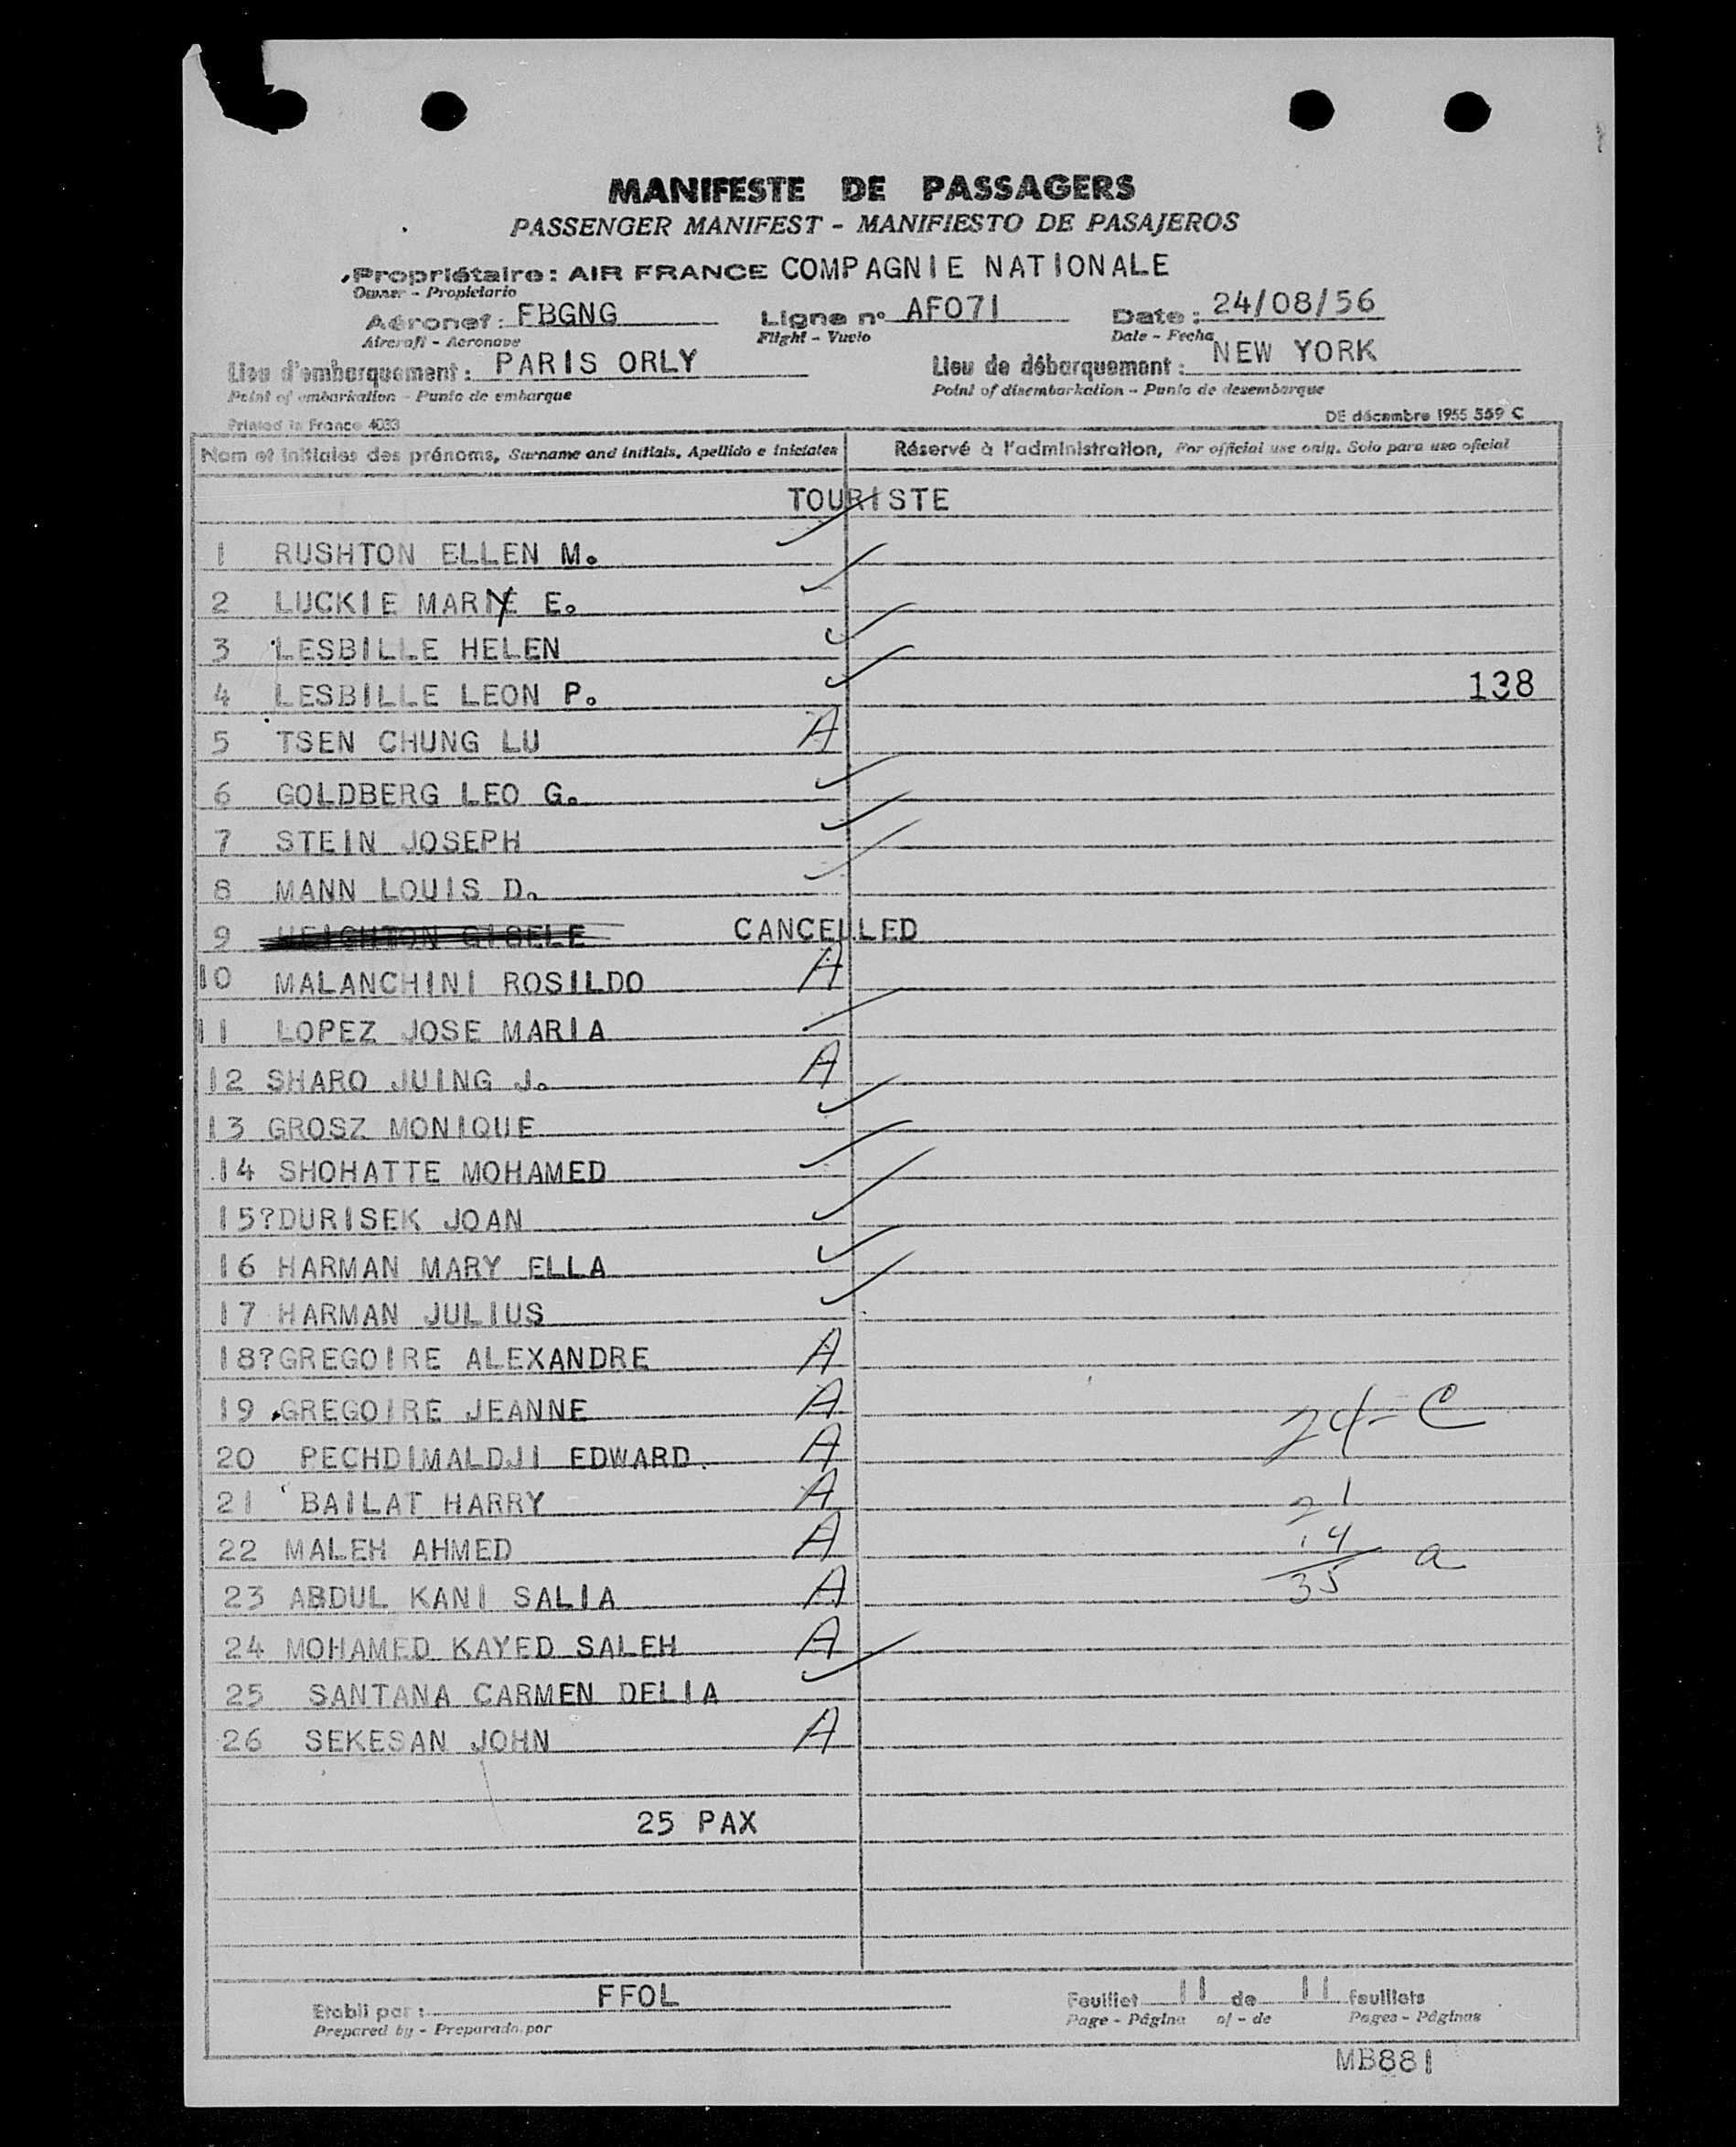 MANIFESTE DE PASSAGERS
PASSENGER MANIFEST - MANIFIESTO DE PASAJEROS
Propriétaire: AIR FRANCE COMPAGNIE NATIONALE
Owner - Propietario
Aéronef: FBGNG Ligne nº AF071 Date: 24/08/56
Aircraft - Aeronave Flight - Vuelo Date - Fecha
Lieu d'embarquement: PARIS ORLY Lieu de débarquement: NEW YORK
Point of embarkation - Punto de embarque Point of disembarkation - Punto de desembarque
Printed in France 4033 DE décembre 1955 559 C
Nom et initiales des prénoms, Surname and initials, Apellido e iniciales Réservé à l'administration, For official use only. Solo para uso oficial
TOURISTE
1 RUSHTON ELLEN M.
2 LUCKIE MARY E.
3 LESBILLE HELEN
4 LESBILLE LEON P. 138
5 TSEN CHUNG LU A
6 GOLDBERG LEO G.
7 STEIN JOSEPH
8 MANN LOUIS D.
9 HEIGHTON GISELE CANCELLED
10 MALANCHINI ROSILDO A
11 LOPEZ JOSE MARIA
12 SHARO JUING J. A
13 GROSZ MONIQUE
14 SHOHATTE MOHAMED
15?DURISEK JOAN
16 HARMAN MARY ELLA
17 HARMAN JULIUS
18?GREGOIRE ALEXANDRE A
19 GREGOIRE JEANNE A 24-C
20 PECHDIMALDJI EDWARD. A
21 BAILAT HARRY A 21
22 MALEH AHMED A 14 a
23 ABDUL KANI SALIA A 35
24 MOHAMED KAYED SALEH A
25 SANTANA CARMEN DELIA
26 SEKESAN JOHN A
25 PAX
Etabli par: FFOL Feuillet 11 de 11 feuillets
Prepared by - Preparado por Page - Página of - de Pages - Páginas
MB881